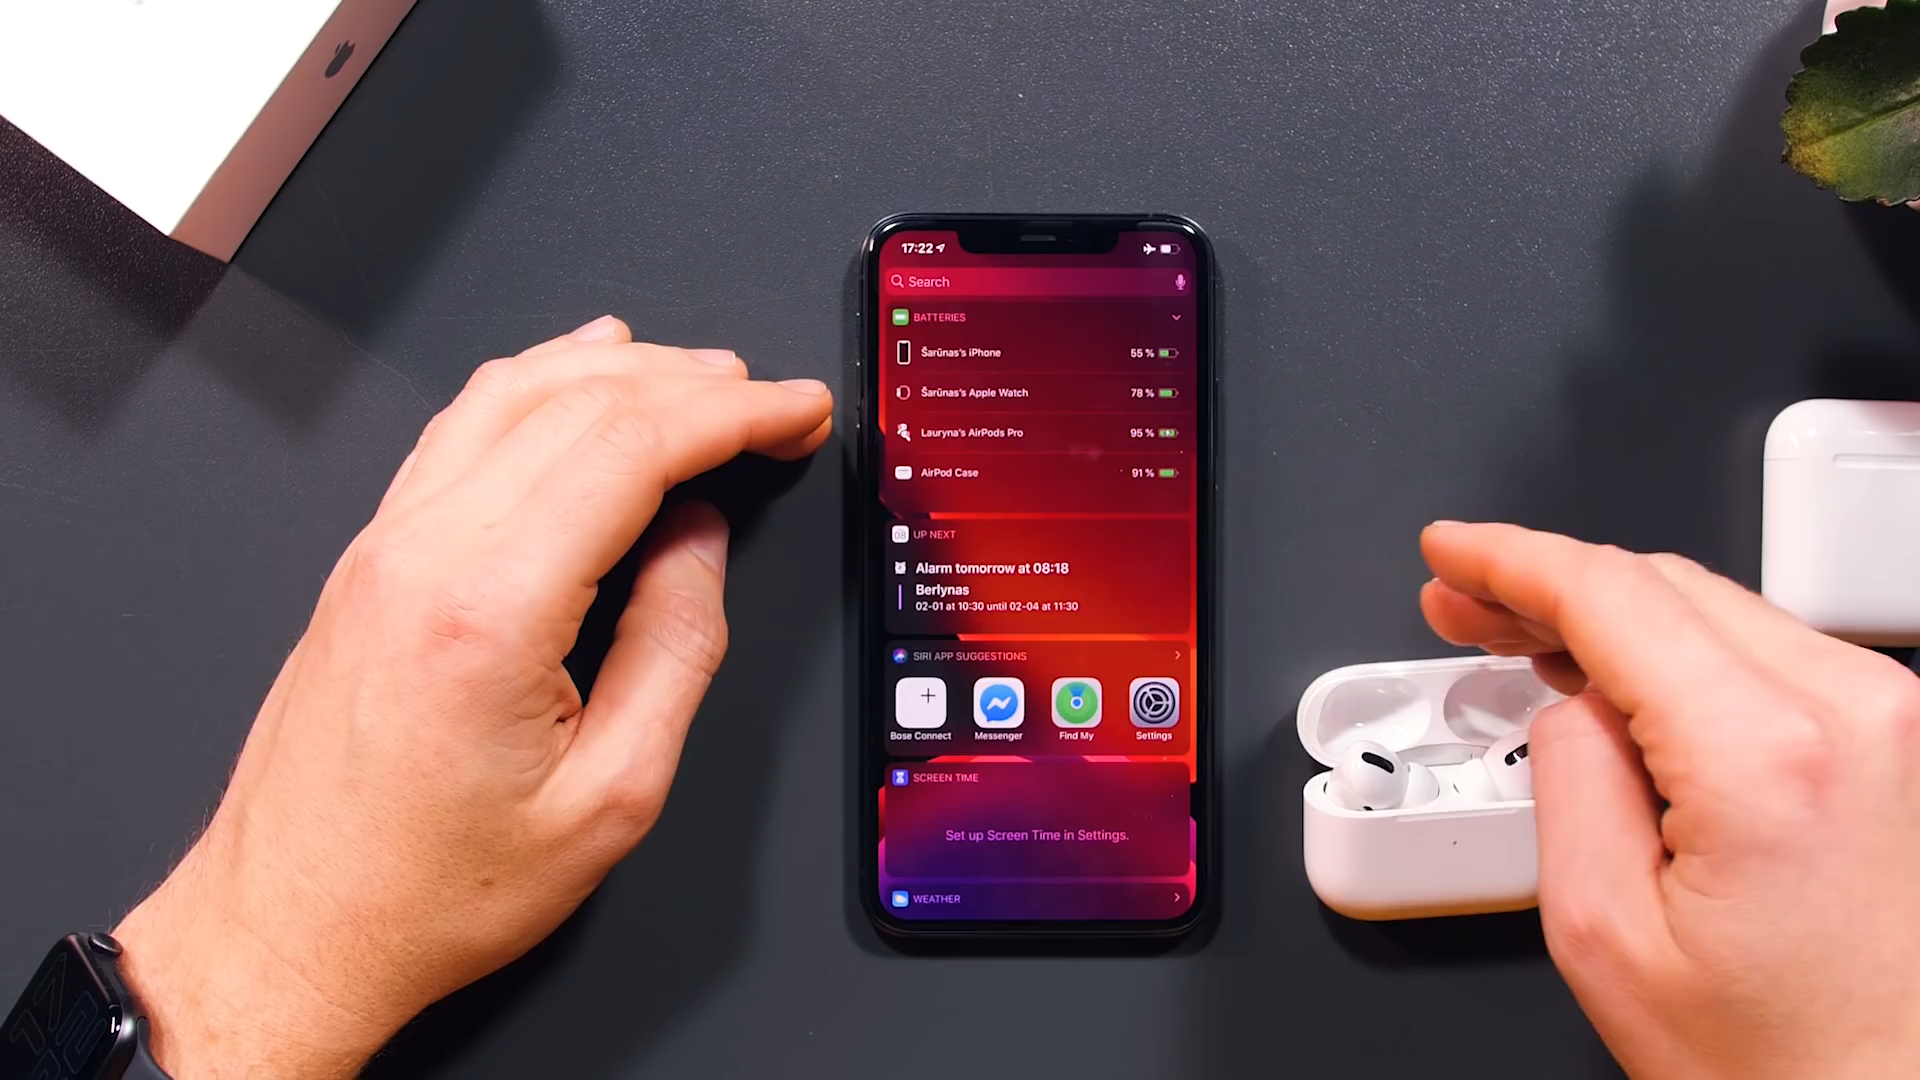 17:22
Search
BATTERIES
Šarūnas's iPhone 55 %
Šarūnas's Apple Watch 78 %
Lauryna's AirPods Pro 95 %
AirPod Case 91 %
08 UP NEXT
Alarm tomorrow at 08:18
Berlynas
02-01 at 10:30 until 02-04 at 11:30
SIRI APP SUGGESTIONS
Bose Connect Messenger Find My Settings
SCREEN TIME
Set up Screen Time in Settings.
WEATHER